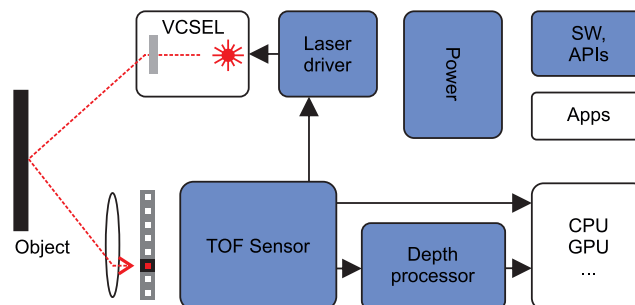 VCSEL
Laser
driver
Power
SW,
APIs
Apps
Object
TOF Sensor
Depth
processor
CPU
GPU
...